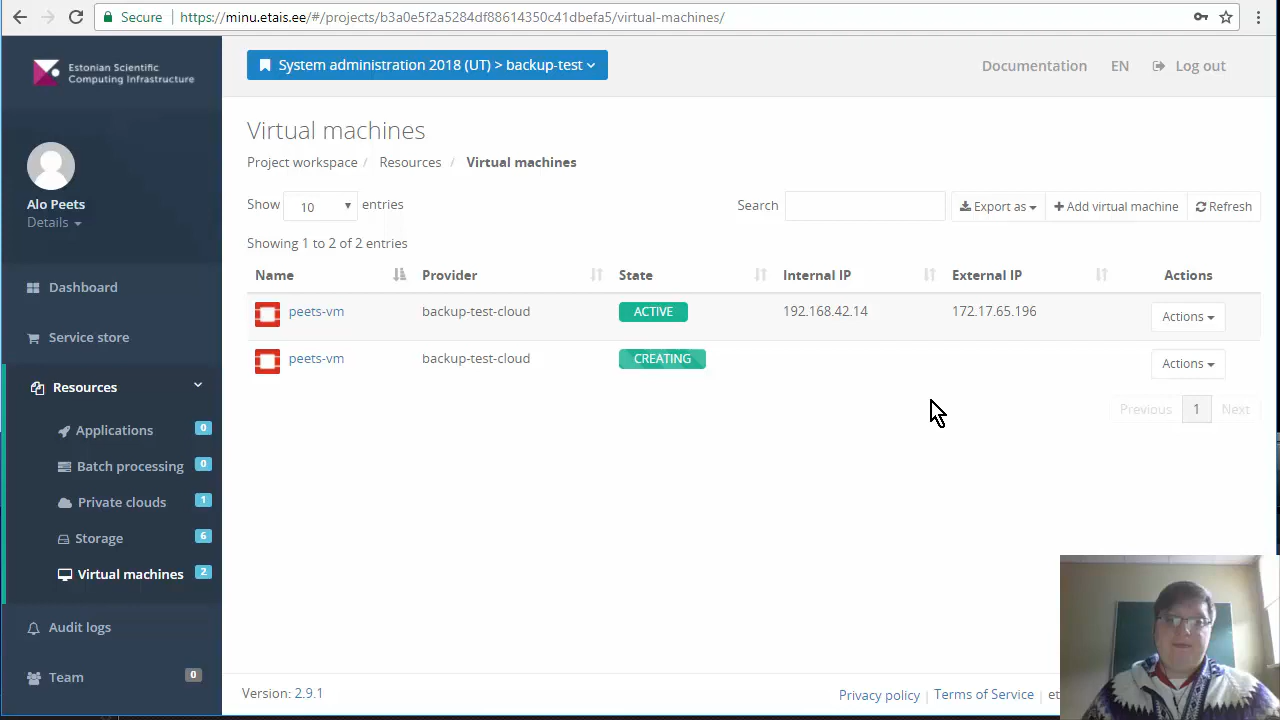 Secure https://minu.etais.ee/#/projects/b3a0e5f2a5284df88614350c41dbefa5/virtual-machines/
Estonian Scientific
Computing Infrastructure
System administration 2018 (UT) > backup-test
Documentation EN Log out
Alo Peets
Details
Dashboard
Service store
Resources
Applications 0
Batch processing 0
Private clouds 1
Storage 6
Virtual machines 2
Audit logs
Team 0
Virtual machines
Project workspace / Resources / Virtual machines
Show 10 entries
Search Export as Add virtual machine Refresh
Showing 1 to 2 of 2 entries
Name Provider State Internal IP External IP Actions
peets-vm backup-test-cloud ACTIVE 192.168.42.14 172.17.65.196 Actions
peets-vm backup-test-cloud CREATING Actions
Previous 1 Next
Version: 2.9.1
Privacy policy | Terms of Service | et